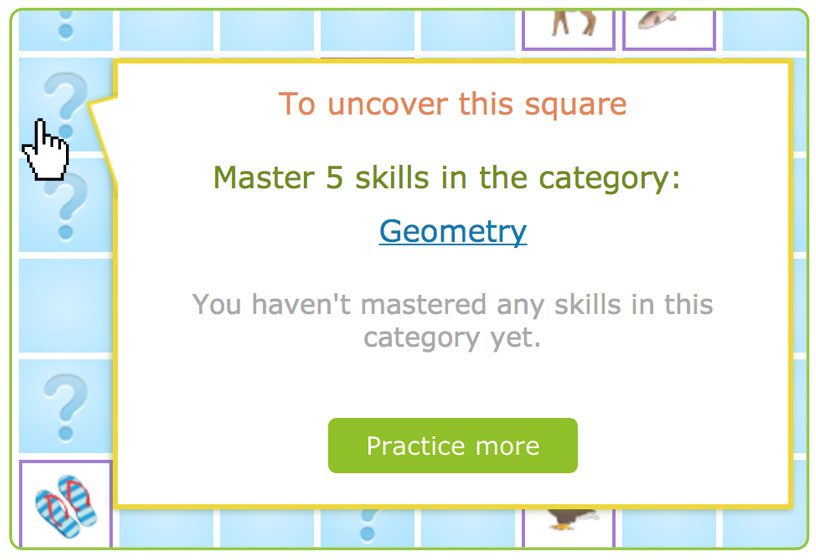 ?
To uncover this square
?
Master 5 skills in the category:
Geometry
You haven't mastered any skills in this
category yet.
?
Practice more
?